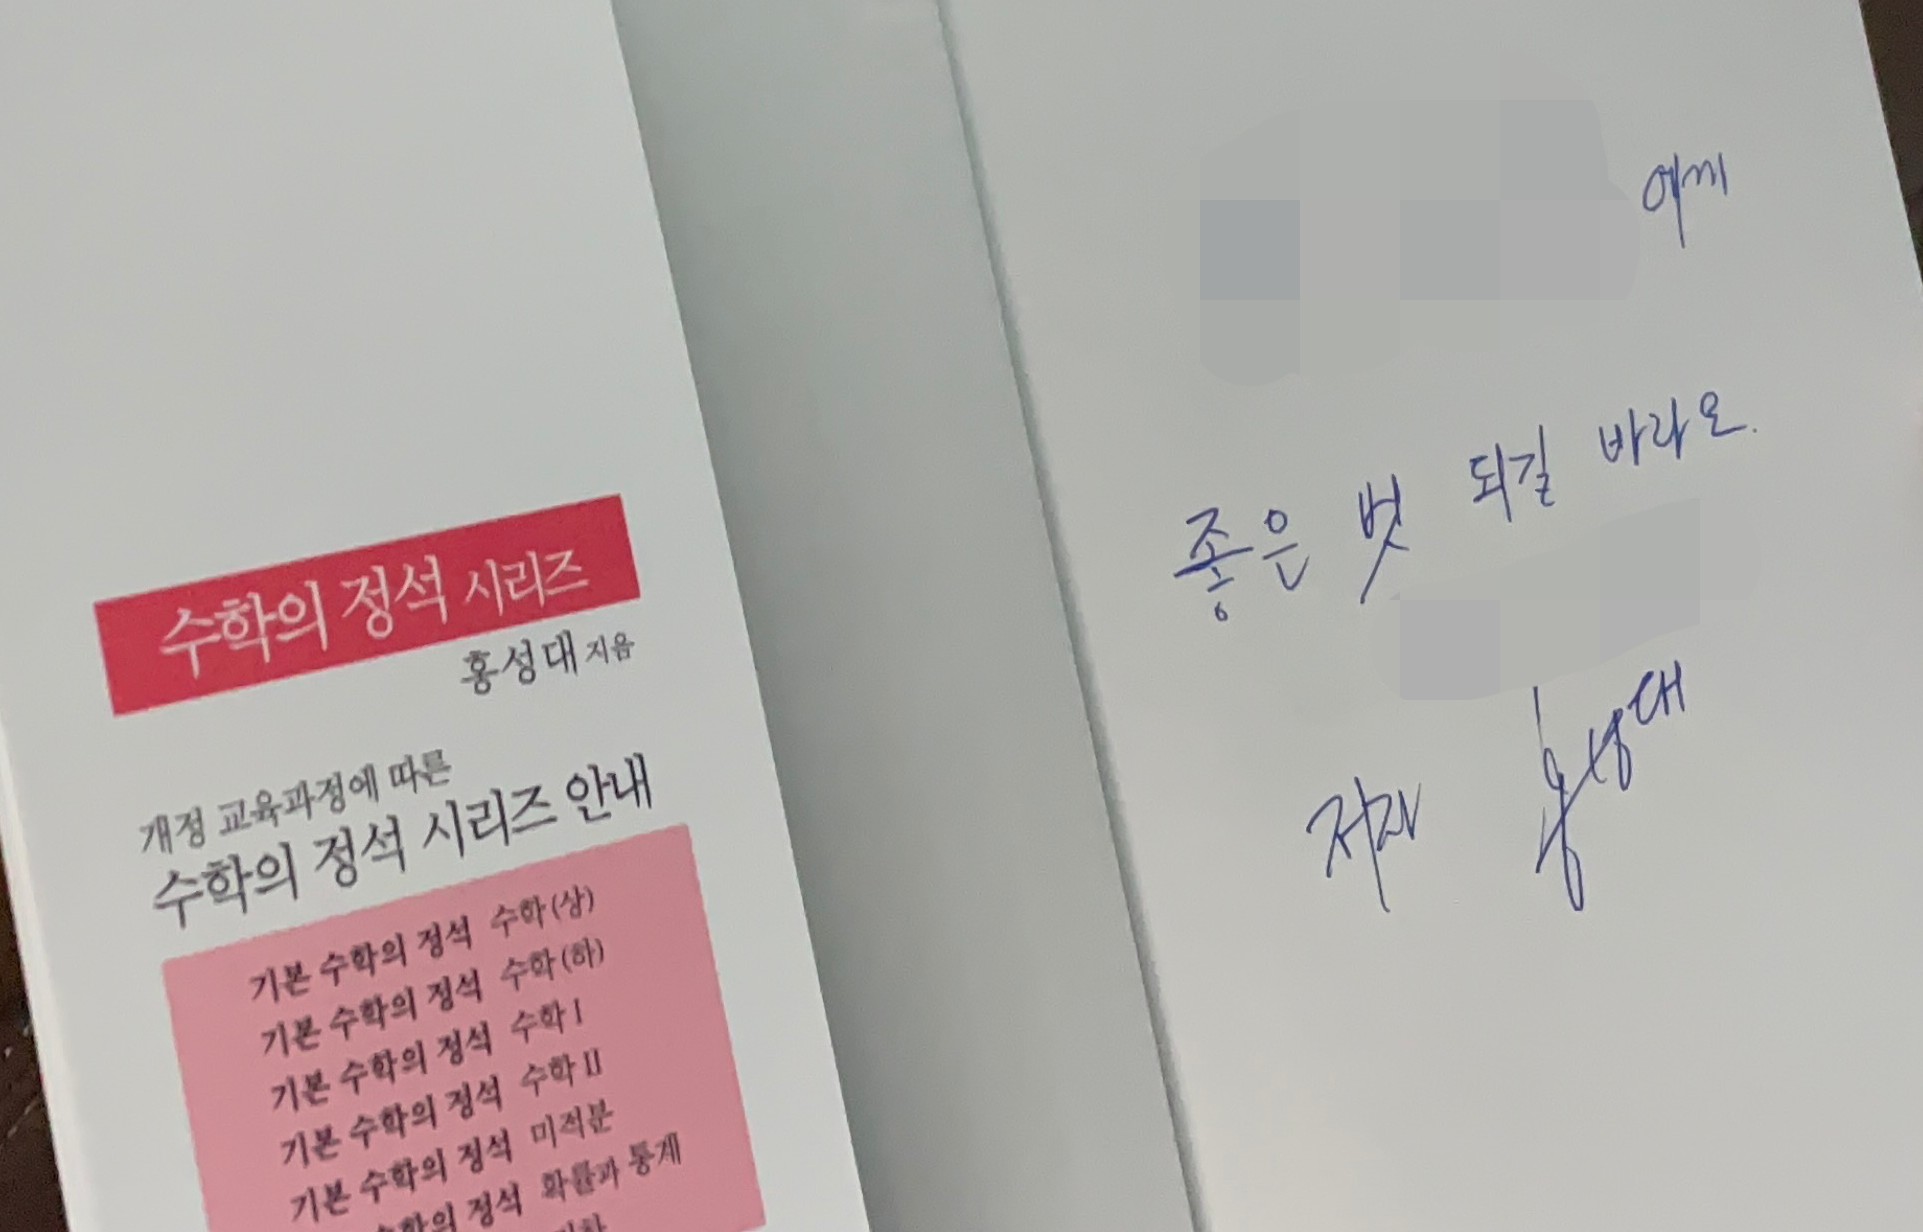 수학의 정석 시리즈
홍성대 지음
개정 교육과정에 따른
수학의 정석 시리즈 안내
기본 수학의 정석 수학(상)
기본 수학의 정석 수학(하)
기본 수학의 정석 수학 I
기본 수학의 정석 수학 II
기본 수학의 정석 미적분
수학의 정석 확률과 통계
에게
좋은 벗 되길 바라오.
저자 홍성대